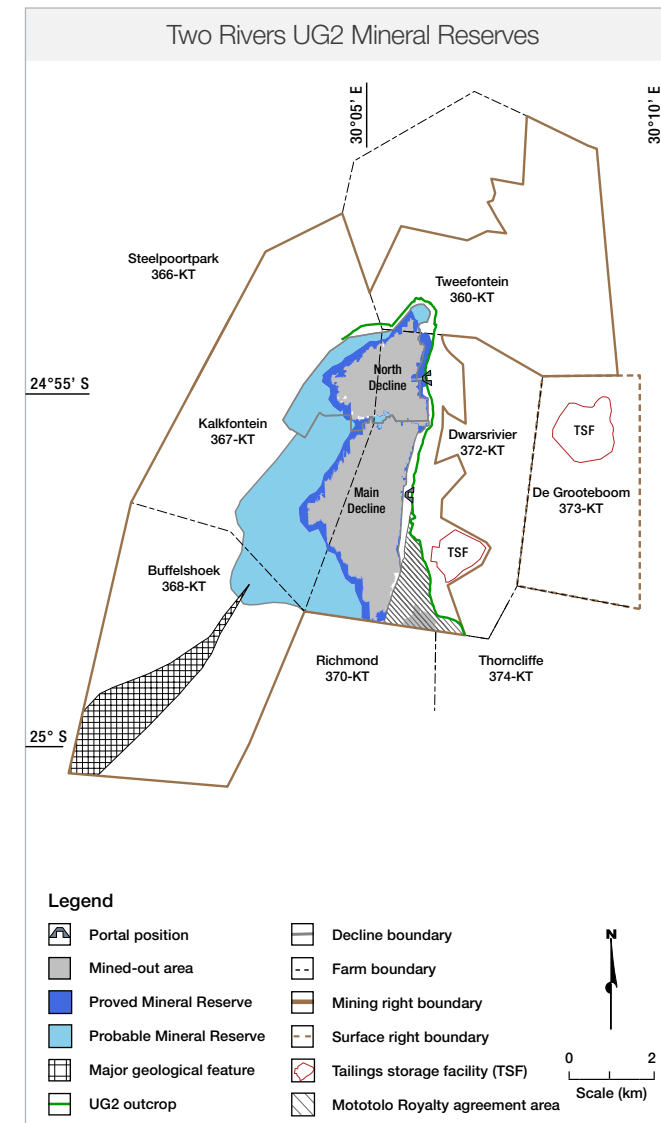 Two Rivers UG2 Mineral Reserves
30°05' E
30°10' E
Steelpoortpark
366-KT
Tweefontein
360-KT
24°55' S
North
Decline
Kalkfontein
367-KT
Dwarsrivier
372-KT
TSF
De Grooteboom
373-KT
Main
Decline
TSF
Buffelshoek
368-KT
Richmond
370-KT
Thorncliffe
374-KT
25° S
Legend
Portal position
Mined-out area
Proved Mineral Reserve
Probable Mineral Reserve
Major geological feature
UG2 outcrop
Decline boundary
Farm boundary
Mining right boundary
Surface right boundary
Tailings storage facility (TSF)
Mototolo Royalty agreement area
N
0 2
Scale (km)